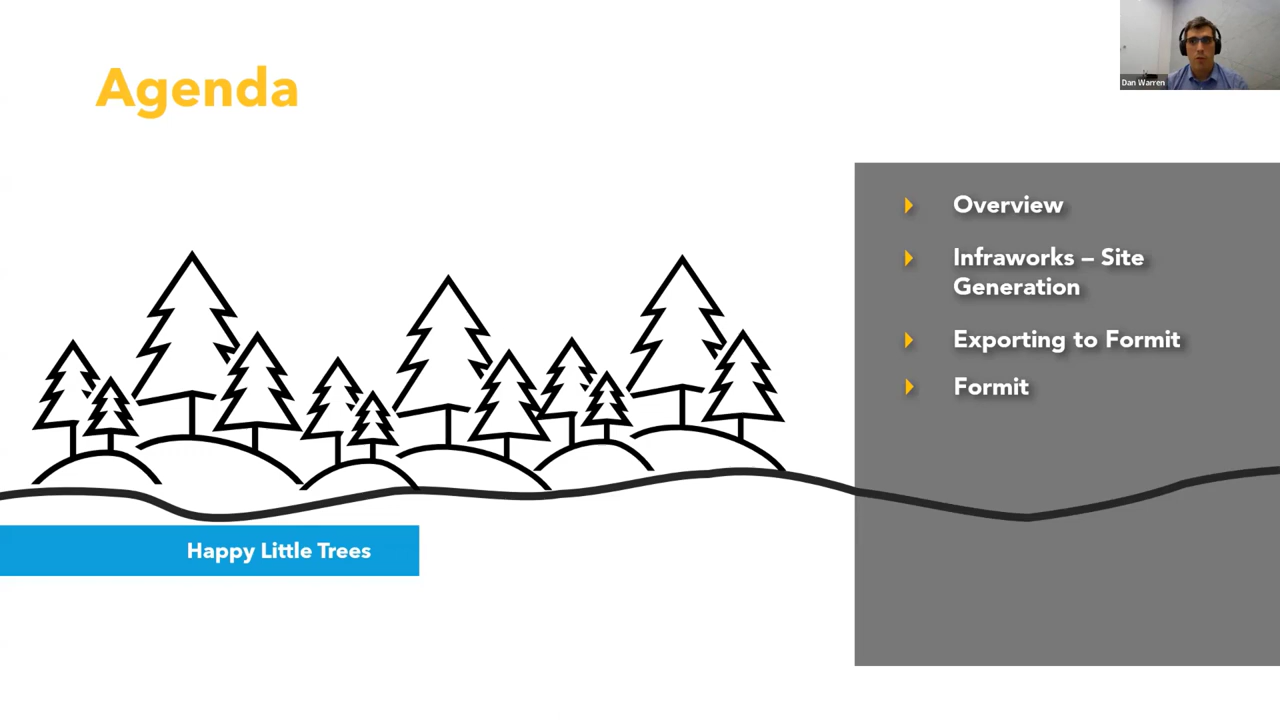 Agenda
Dan Warren
Overview
Infraworks – Site
Generation
Exporting to Formit
Formit
Happy Little Trees